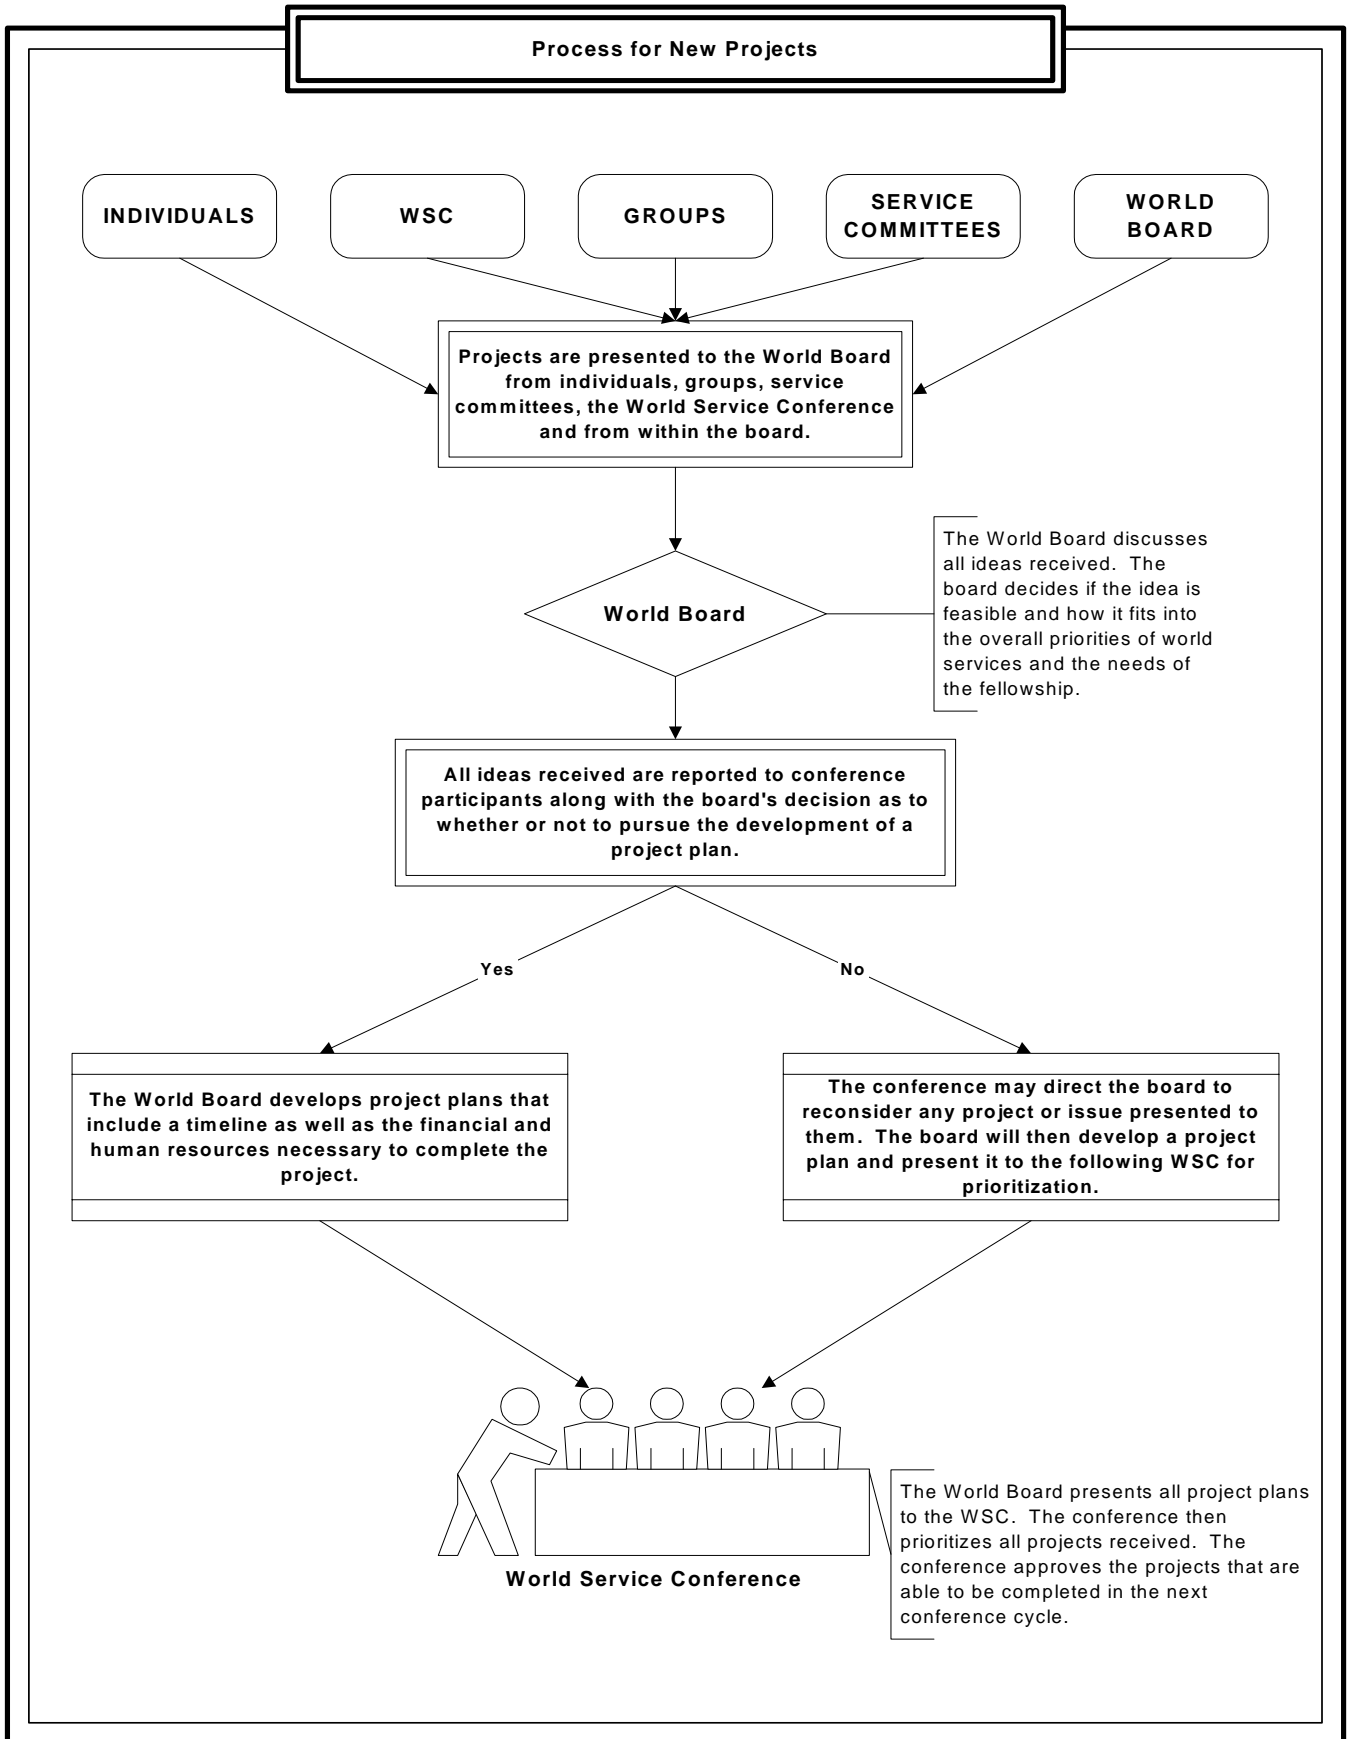 Process for New Projects
INDIVIDUALS
WSC
GROUPS
SERVICE
COMMITTEES
WORLD
BOARD
Projects are presented to the World Board
from individuals, groups, service
committees, the World Service Conference
and from within the board.
World Board
The World Board discusses
all ideas received.  The
board decides if the idea is
feasible and how it fits into
the overall priorities of world
services and the needs of
the fellowship.
All ideas received are reported to conference
participants along with the board's decision as to
whether or not to pursue the development of a
project plan.
Yes
No
The World Board develops project plans that
include a timeline as well as the financial and
human resources necessary to complete the
project.
The conference may direct the board to
reconsider any project or issue presented to
them.  The board will then develop a project
plan and present it to the following WSC for
prioritization.
World Service Conference
The World Board presents all project plans
to the WSC.  The conference then
prioritizes all projects received.  The
conference approves the projects that are
able to be completed in the next
conference cycle.